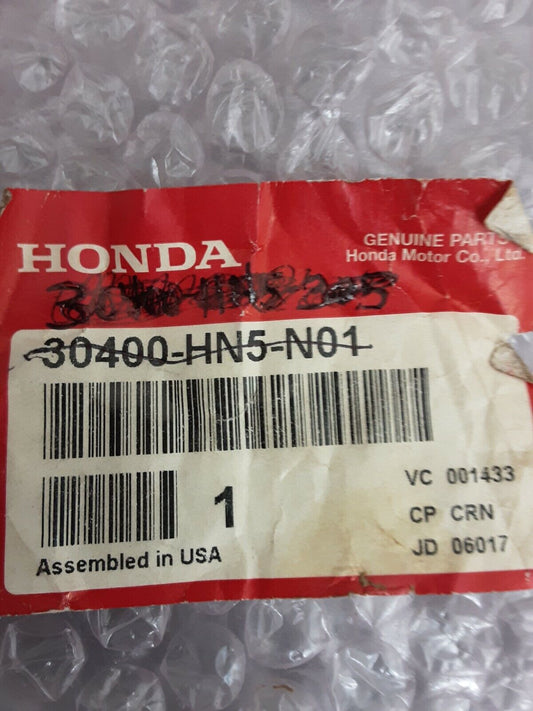 HONDA
GENUINE PARTS
Honda Motor Co., Ltd.
30400-HN5-N01
1
VC 001433
CP CRN
JD 06017
Assembled in USA